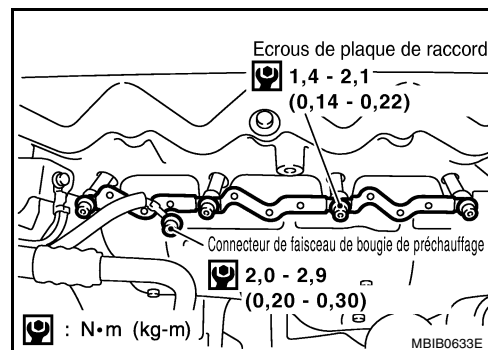 Ecrous de plaque de raccord
1,4 - 2,1
(0,14 - 0,22)
Connecteur de faisceau de bougie de préchauffage
2,0 - 2,9
(0,20 - 0,30)
: N•m (kg-m)
MBIB0633E